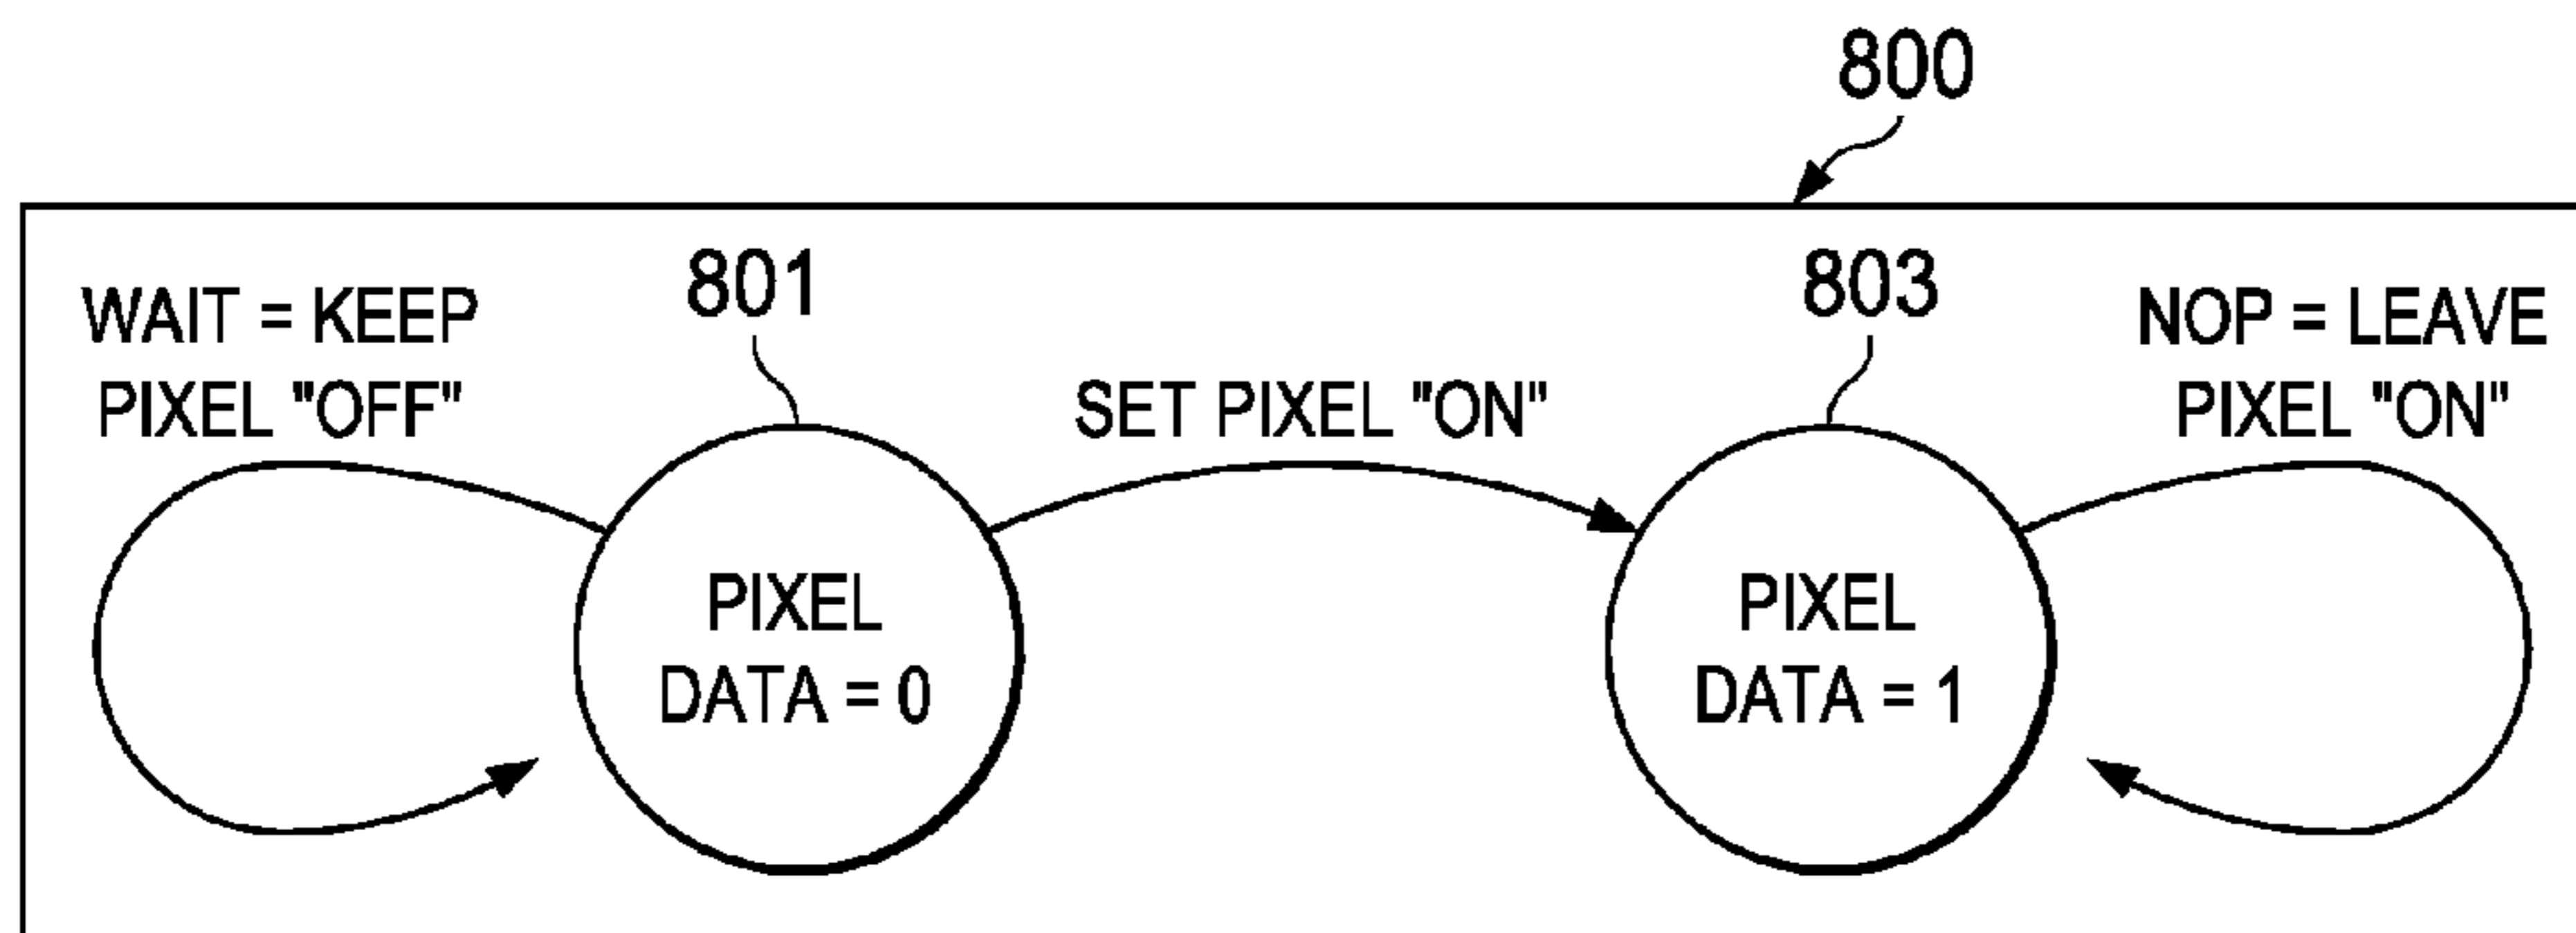 800
801
803
WAIT = KEEP
PIXEL "OFF"
SET PIXEL "ON"
NOP = LEAVE
PIXEL "ON"
PIXEL
DATA = 0
PIXEL
DATA = 1